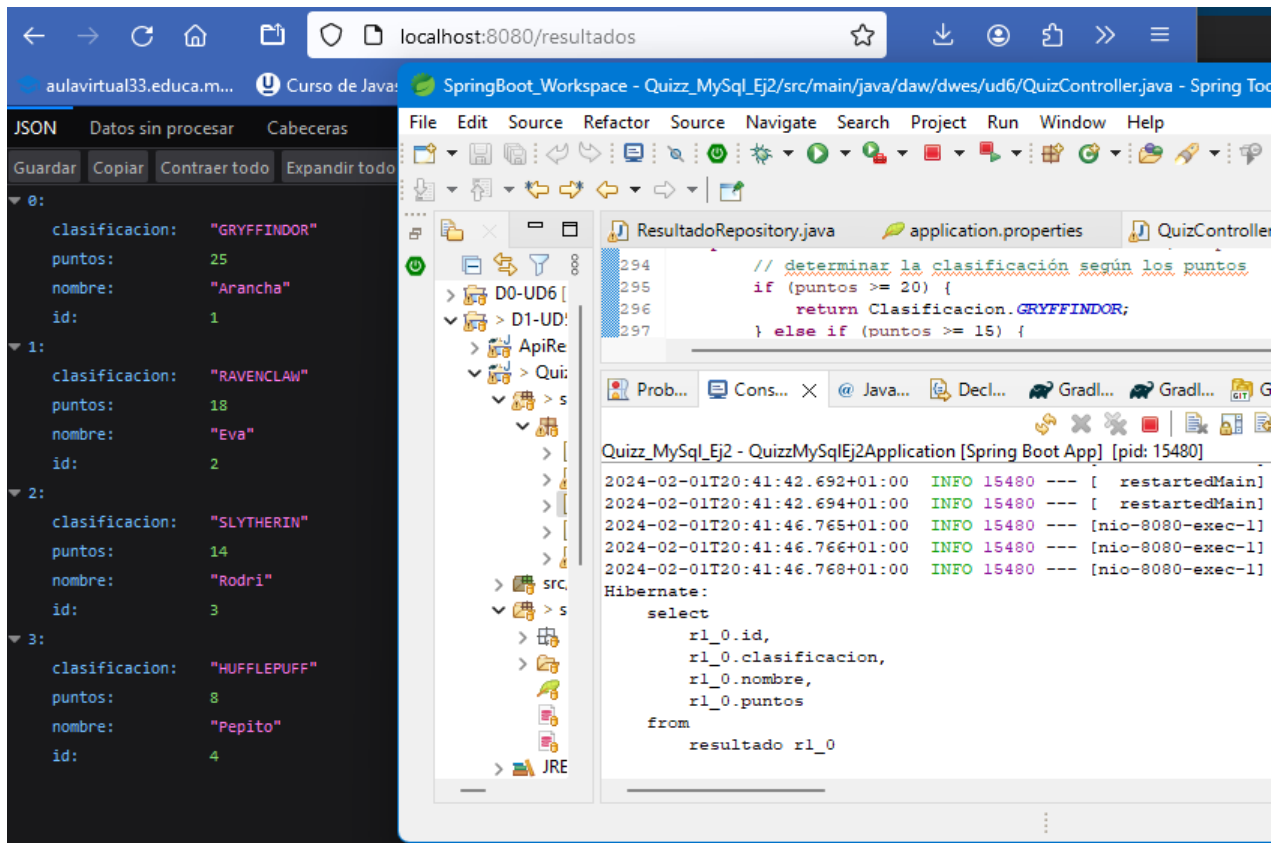 localhost:8080/resultados
aulavirtual33.educa.m...
Curso de Javas
JSON
Datos sin procesar
Cabeceras
Guardar
Copiar
Contraer todo
Expandir todo
0:
clasificacion: "GRYFFINDOR"
puntos: 25
nombre: "Arancha"
id: 1
1:
clasificacion: "RAVENCLAW"
puntos: 18
nombre: "Eva"
id: 2
2:
clasificacion: "SLYTHERIN"
puntos: 14
nombre: "Rodri"
id: 3
3:
clasificacion: "HUFFLEPUFF"
puntos: 8
nombre: "Pepito"
id: 4
SpringBoot_Workspace - Quizz_MySql_Ej2/src/main/java/daw/dwes/ud6/QuizController.java - Spring Too
File Edit Source Refactor Source Navigate Search Project Run Window Help
D0-UD6 [
> D1-UD
ApiRe
> Qui
> s
src
> s
JRE
ResultadoRepository.java
application.properties
QuizController
294 // determinar la clasificación según los puntos
295 if (puntos >= 20) {
296 return Clasificacion.GRYFFINDOR;
297 } else if (puntos >= 15) {
Prob...
Cons...
@ Java...
Decl...
Gradl...
Gradl...
G
Quizz_MySql_Ej2 - QuizzMySqlEj2Application [Spring Boot App] [pid: 15480]
2024-02-01T20:41:42.692+01:00 INFO 15480 --- [ restartedMain]
2024-02-01T20:41:42.694+01:00 INFO 15480 --- [ restartedMain]
2024-02-01T20:41:46.765+01:00 INFO 15480 --- [nio-8080-exec-1]
2024-02-01T20:41:46.766+01:00 INFO 15480 --- [nio-8080-exec-1]
2024-02-01T20:41:46.768+01:00 INFO 15480 --- [nio-8080-exec-1]
Hibernate:
select
r1_0.id,
r1_0.clasificacion,
r1_0.nombre,
r1_0.puntos
from
resultado r1_0